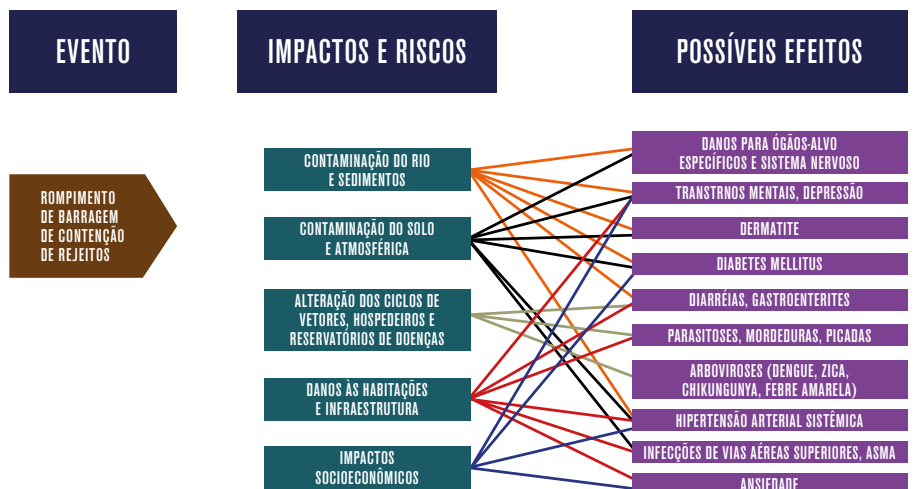 EVENTO
IMPACTOS E RISCOS
POSSÍVEIS EFEITOS
ROMPIMENTO
DE BARRAGEM
DE CONTENÇÃO
DE REJEITOS
CONTAMINAÇÃO DO RIO
E SEDIMENTOS
CONTAMINAÇÃO DO SOLO
E ATMOSFÉRICA
ALTERAÇÃO DOS CICLOS DE
VETORES, HOSPEDEIROS E
RESERVATÓRIOS DE DOENÇAS
DANOS ÀS HABITAÇÕES
E INFRAESTRUTURA
IMPACTOS
SOCIOECONÔMICOS
DANOS PARA ÓGÃOS-ALVO
ESPECÍFICOS E SISTEMA NERVOSO
TRANSTRNOS MENTAIS, DEPRESSÃO
DERMATITE
DIABETES MELLITUS
DIARRÉIAS, GASTROENTERITES
PARASITOSES, MORDEDURAS, PICADAS
ARBOVIROSES (DENGUE, ZICA,
CHIKUNGUNYA, FEBRE AMARELA)
HIPERTENSÃO ARTERIAL SISTÊMICA
INFECÇÕES DE VIAS AÉREAS SUPERIORES, ASMA
ANSIEDADE